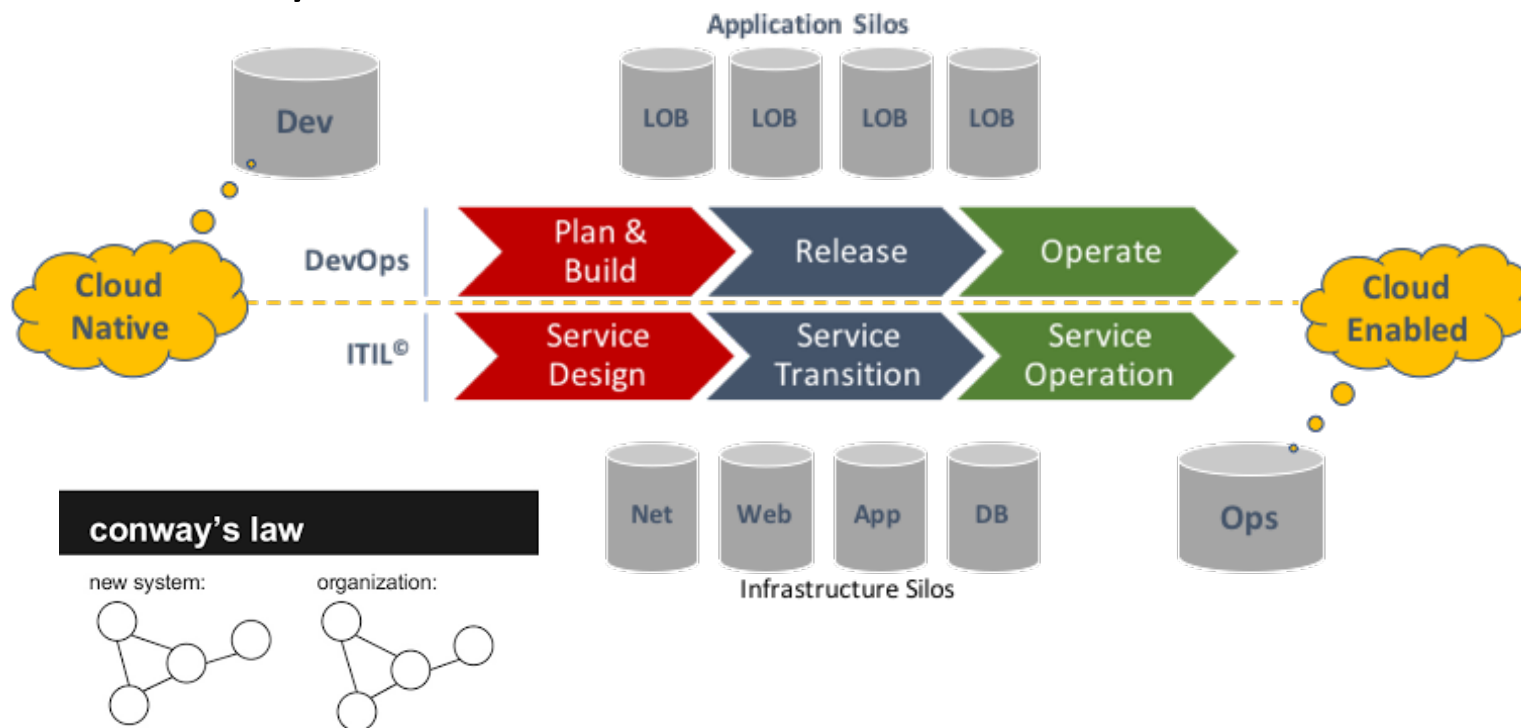 Application Silos
Dev
LOB
LOB
LOB
LOB
DevOps
Plan &
Build
Release
Operate
Cloud
Native
Cloud
Enabled
ITIL©
Service
Design
Service
Transition
Service
Operation
Net
Web
App
DB
Ops
Infrastructure Silos
conway's law
new system:
organization: